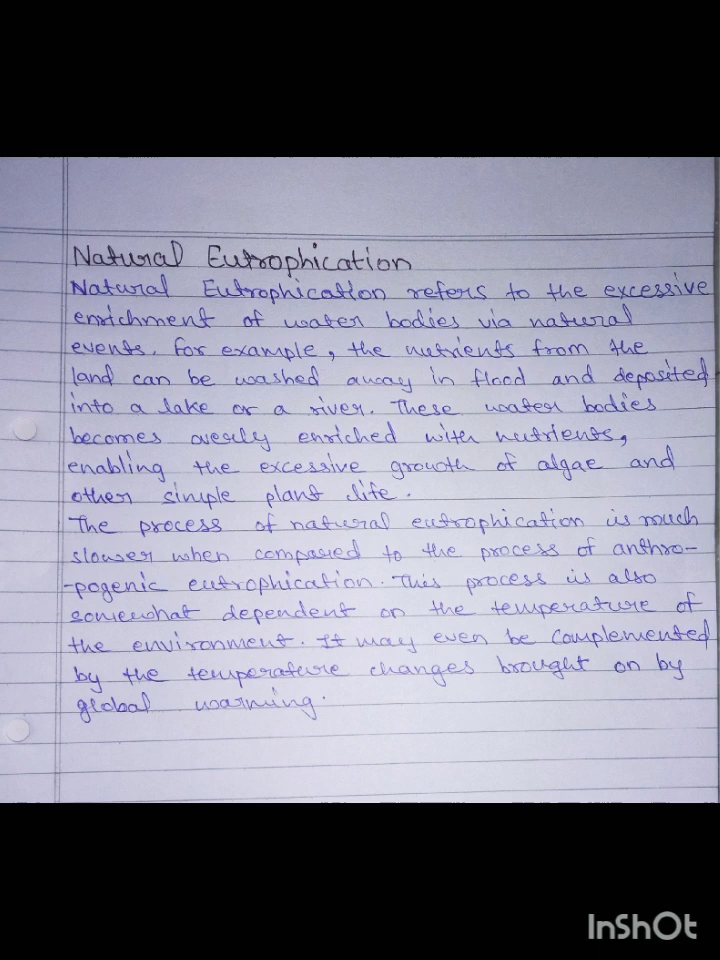 Natural Eutrophication
Natural Eutrophication refers to the excessive
enrichment of water bodies via natural
events. For example, the nutrients from the
land can be washed away in flood and deposited
into a lake or a river. These water bodies
becomes overly enriched with nutrients,
enabling the excessive growth of algae and
other simple plant life.
The process of natural eutrophication is much
slower when compared to the process of anthro-
-pogenic eutrophication. This process is also
somewhat dependent on the temperature of
the environment. It may even be complemented
by the temperature changes brought on by
global warming.
InShOt